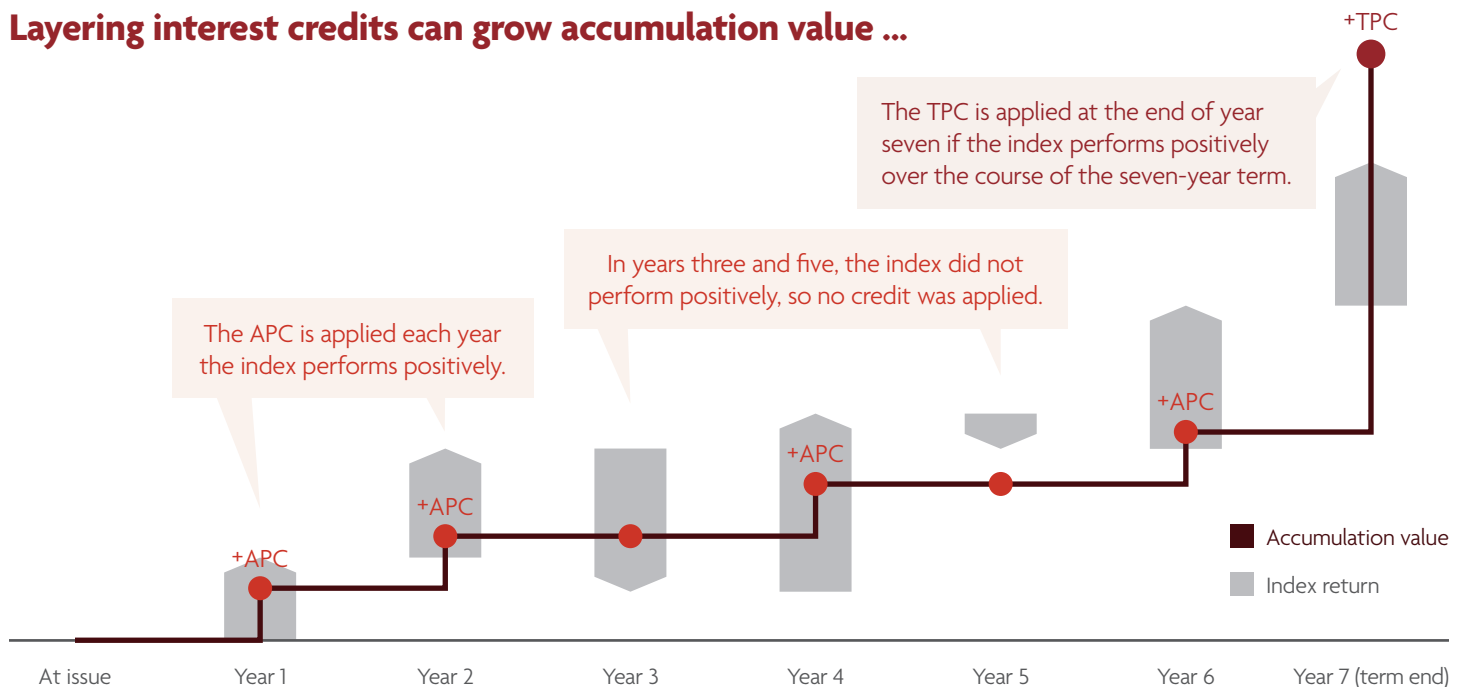 Layering interest credits can grow accumulation value ...
+TPC
The TPC is applied at the end of year
seven if the index performs positively
over the course of the seven-year term.
In years three and five, the index did not
perform positively, so no credit was applied.
The APC is applied each year
the index performs positively.
+APC
+APC
+APC
+APC
Accumulation value
Index return
At issue
Year 1
Year 2
Year 3
Year 4
Year 5
Year 6
Year 7 (term end)